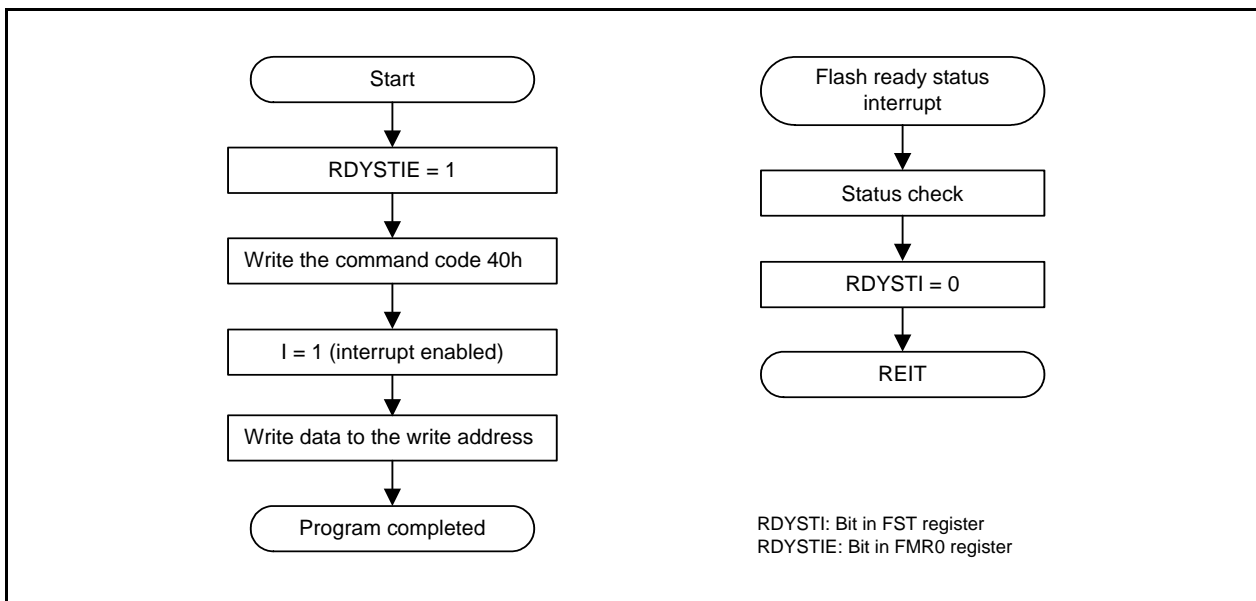 Start
RDYSTIE = 1
Write the command code 40h
I = 1 (interrupt enabled)
Write data to the write address
Program completed
Flash ready status
interrupt
Status check
RDYSTI = 0
REIT
RDYSTI: Bit in FST register
RDYSTIE: Bit in FMR0 register